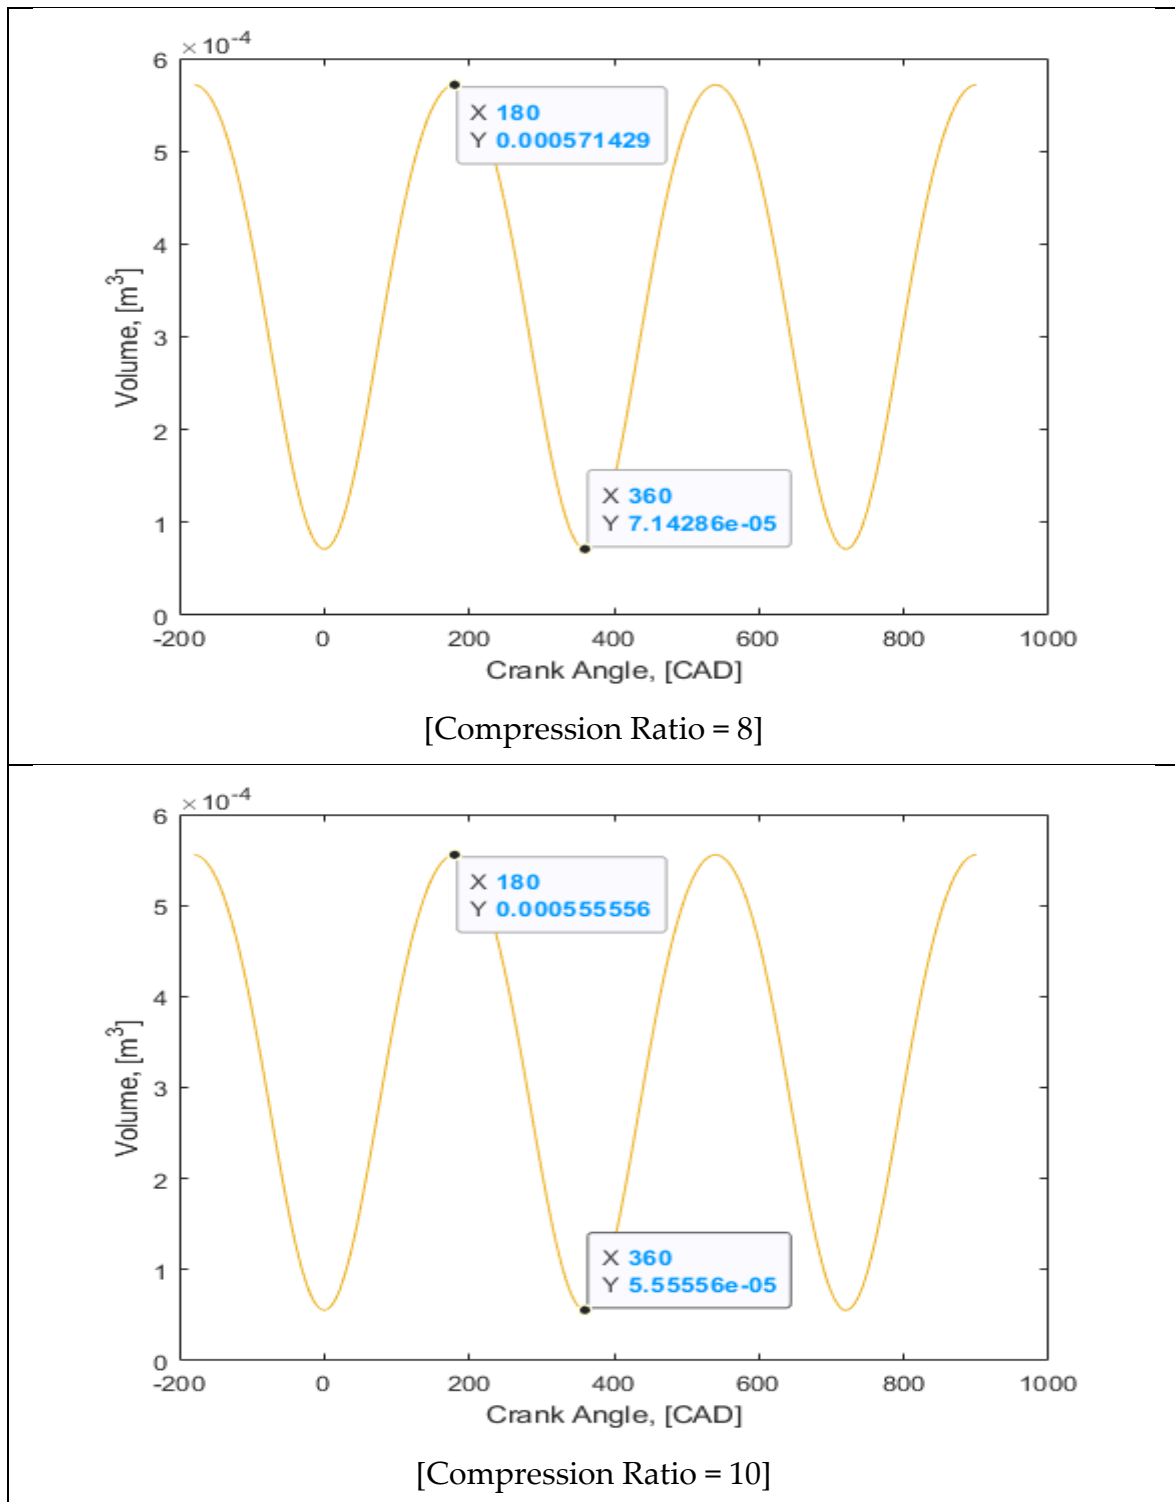 ×10^-4
6
5
4
3
2
1
0
Volume, [m^3]
X 180
Y 0.000571429
X 360
Y 7.14286e-05
-200 0 200 400 600 800 1000
Crank Angle, [CAD]
[Compression Ratio = 8]
×10^-4
6
5
4
3
2
1
0
Volume, [m^3]
X 180
Y 0.000555556
X 360
Y 5.55556e-05
-200 0 200 400 600 800 1000
Crank Angle, [CAD]
[Compression Ratio = 10]